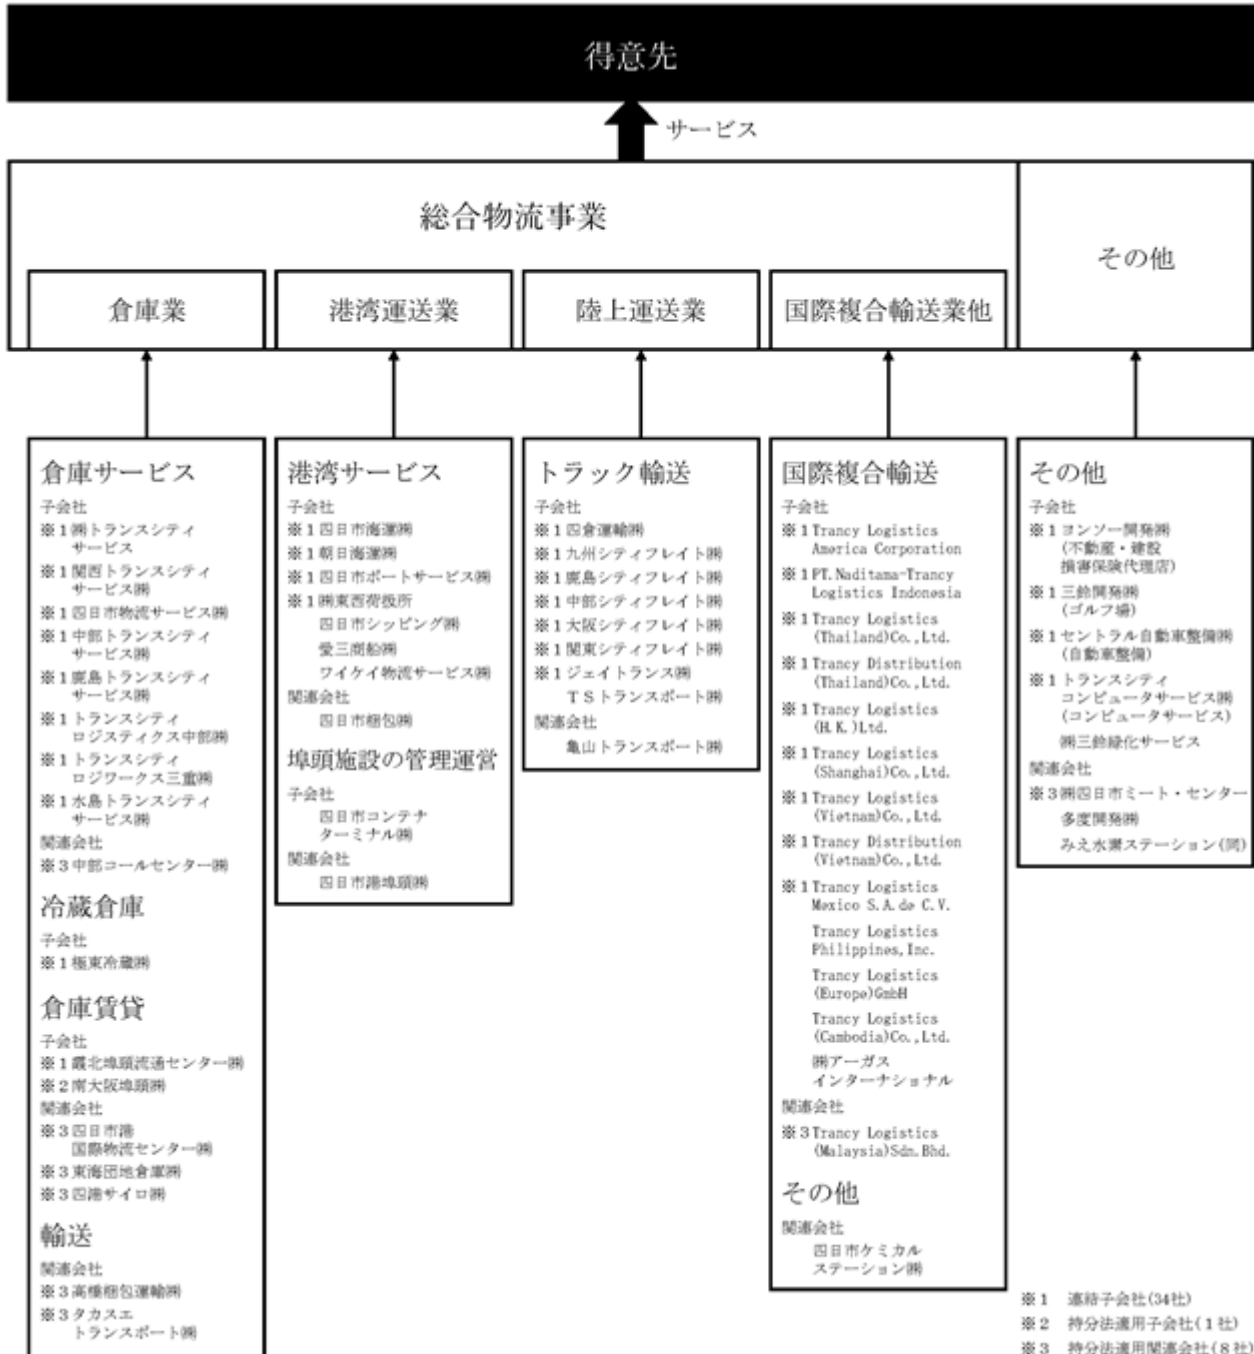 得意先
サービス
総合物流事業
その他
倉庫業
港湾運送業
陸上運送業
国際複合輸送業他
倉庫サービス
子会社
※1㈱トランスシティ
サービス
※1関西トランスシティ
サービス㈱
※1四日市物流サービス㈱
※1中部トランスシティ
サービス㈱
※1鹿島トランスシティ
サービス㈱
※1トランスシティ
ロジスティクス中部㈱
※1トランスシティ
ロジワークス三重㈱
※1水島トランスシティ
サービス㈱
関連会社
※3中部コールセンター㈱
冷蔵倉庫
子会社
※1極東冷蔵㈱
倉庫賃貸
子会社
※1霞北埠頭流通センター㈱
※2南大阪埠頭㈱
関連会社
※3四日市港
国際物流センター㈱
※3東海団地倉庫㈱
※3四港サイロ㈱
輸送
関連会社
※3高橋梱包運輸㈱
※3タカスエ
トランスポート㈱
港湾サービス
子会社
※1四日市海運㈱
※1朝日海運㈱
※1四日市ポートサービス㈱
※1㈱東西荷扱所
四日市シッピング㈱
愛三商船㈱
ワイケイ物流サービス㈱
関連会社
四日市梱包㈱
埠頭施設の管理運営
子会社
四日市コンテナ
ターミナル㈱
関連会社
四日市港埠頭㈱
トラック輸送
子会社
※1四倉運輸㈱
※1九州シティフレイト㈱
※1鹿島シティフレイト㈱
※1中部シティフレイト㈱
※1大阪シティフレイト㈱
※1関東シティフレイト㈱
※1ジェイトランス㈱
ＴＳトランスポート㈱
関連会社
亀山トランスポート㈱
国際複合輸送
子会社
※1Trancy Logistics
America Corporation
※1PT.Naditama-Trancy
Logistics Indonesia
※1Trancy Logistics
(Thailand)Co.,Ltd.
※1Trancy Distribution
(Thailand)Co.,Ltd.
※1Trancy Logistics
(H.K.)Ltd.
※1Trancy Logistics
(Shanghai)Co.,Ltd.
※1Trancy Logistics
(Vietnam)Co.,Ltd.
※1Trancy Distribution
(Vietnam)Co.,Ltd.
※1Trancy Logistics
Mexico S.A.de C.V.
Trancy Logistics
Philippines,Inc.
Trancy Logistics
(Europe)GmbH
Trancy Logistics
(Cambodia)Co.,Ltd.
㈱アーガス
インターナショナル
関連会社
※3Trancy Logistics
(Malaysia)Sdn.Bhd.
その他
関連会社
四日市ケミカル
ステーション㈱
その他
子会社
※1ヨンソー開発㈱
(不動産・建設
損害保険代理店)
※1三鈴開発㈱
(ゴルフ場)
※1セントラル自動車整備㈱
(自動車整備)
※1トランスシティ
コンピュータサービス㈱
(コンピュータサービス)
㈱三鈴緑化サービス
関連会社
※3㈱四日市ミート・センター
多度開発㈱
みえ水素ステーション(同)
※1 連結子会社(34社)
※2 持分法適用子会社(1社)
※3 持分法適用関連会社(8社)